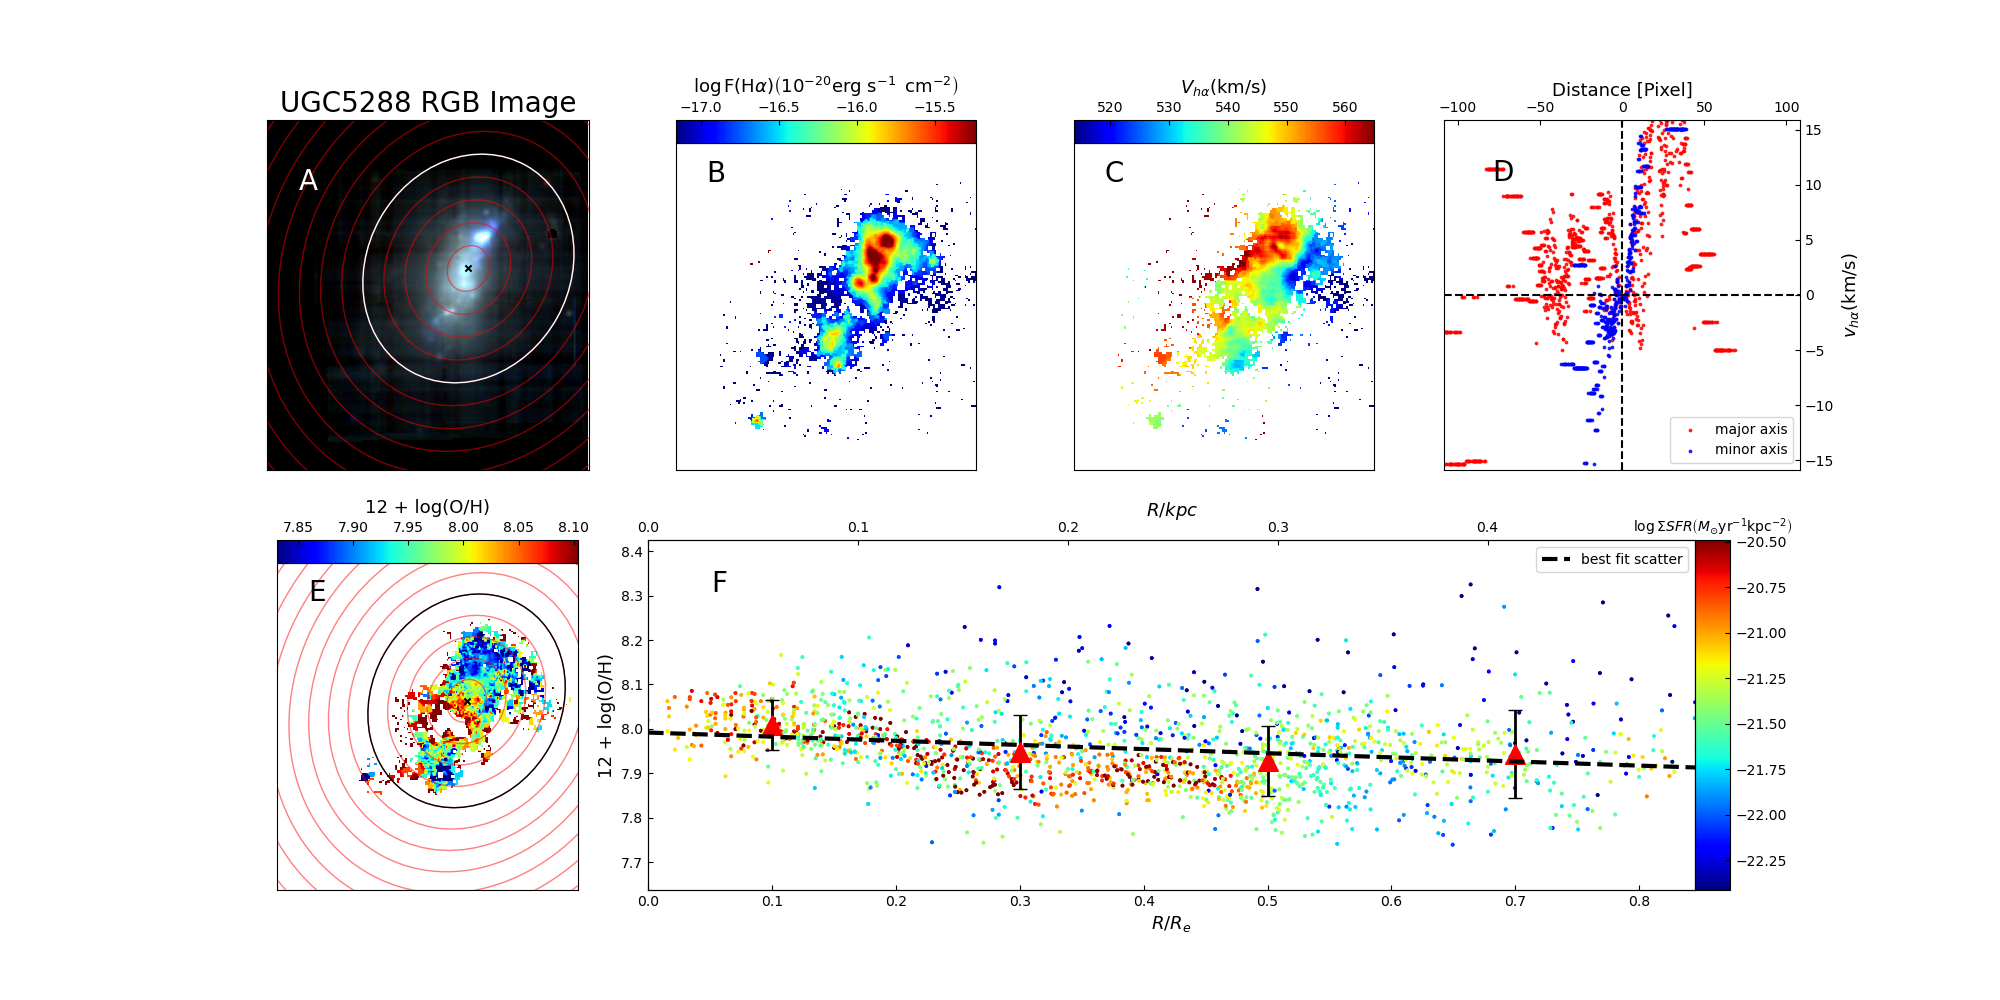 UGC5288 RGB Image
A
log F(Hα)(10⁻²⁰erg s⁻¹ cm⁻²)
−17.0 −16.5 −16.0 −15.5
B
V_hα(km/s)
520 530 540 550 560
C
Distance [Pixel]
−100 −50 0 50 100
D
15
10
5
0
−5
−10
−15
v_hα(km/s)
major axis
minor axis
12 + log(O/H)
7.85 7.90 7.95 8.00 8.05 8.10
E
R/kpc
0.0 0.1 0.2 0.3 0.4
F
best fit scatter
12 + log(O/H)
8.4
8.3
8.2
8.1
8.0
7.9
7.8
7.7
0.0 0.1 0.2 0.3 0.4 0.5 0.6 0.7 0.8
R/R_e
log ΣSFR(M_⊙yr⁻¹kpc⁻²)
−20.50
−20.75
−21.00
−21.25
−21.50
−21.75
−22.00
−22.25